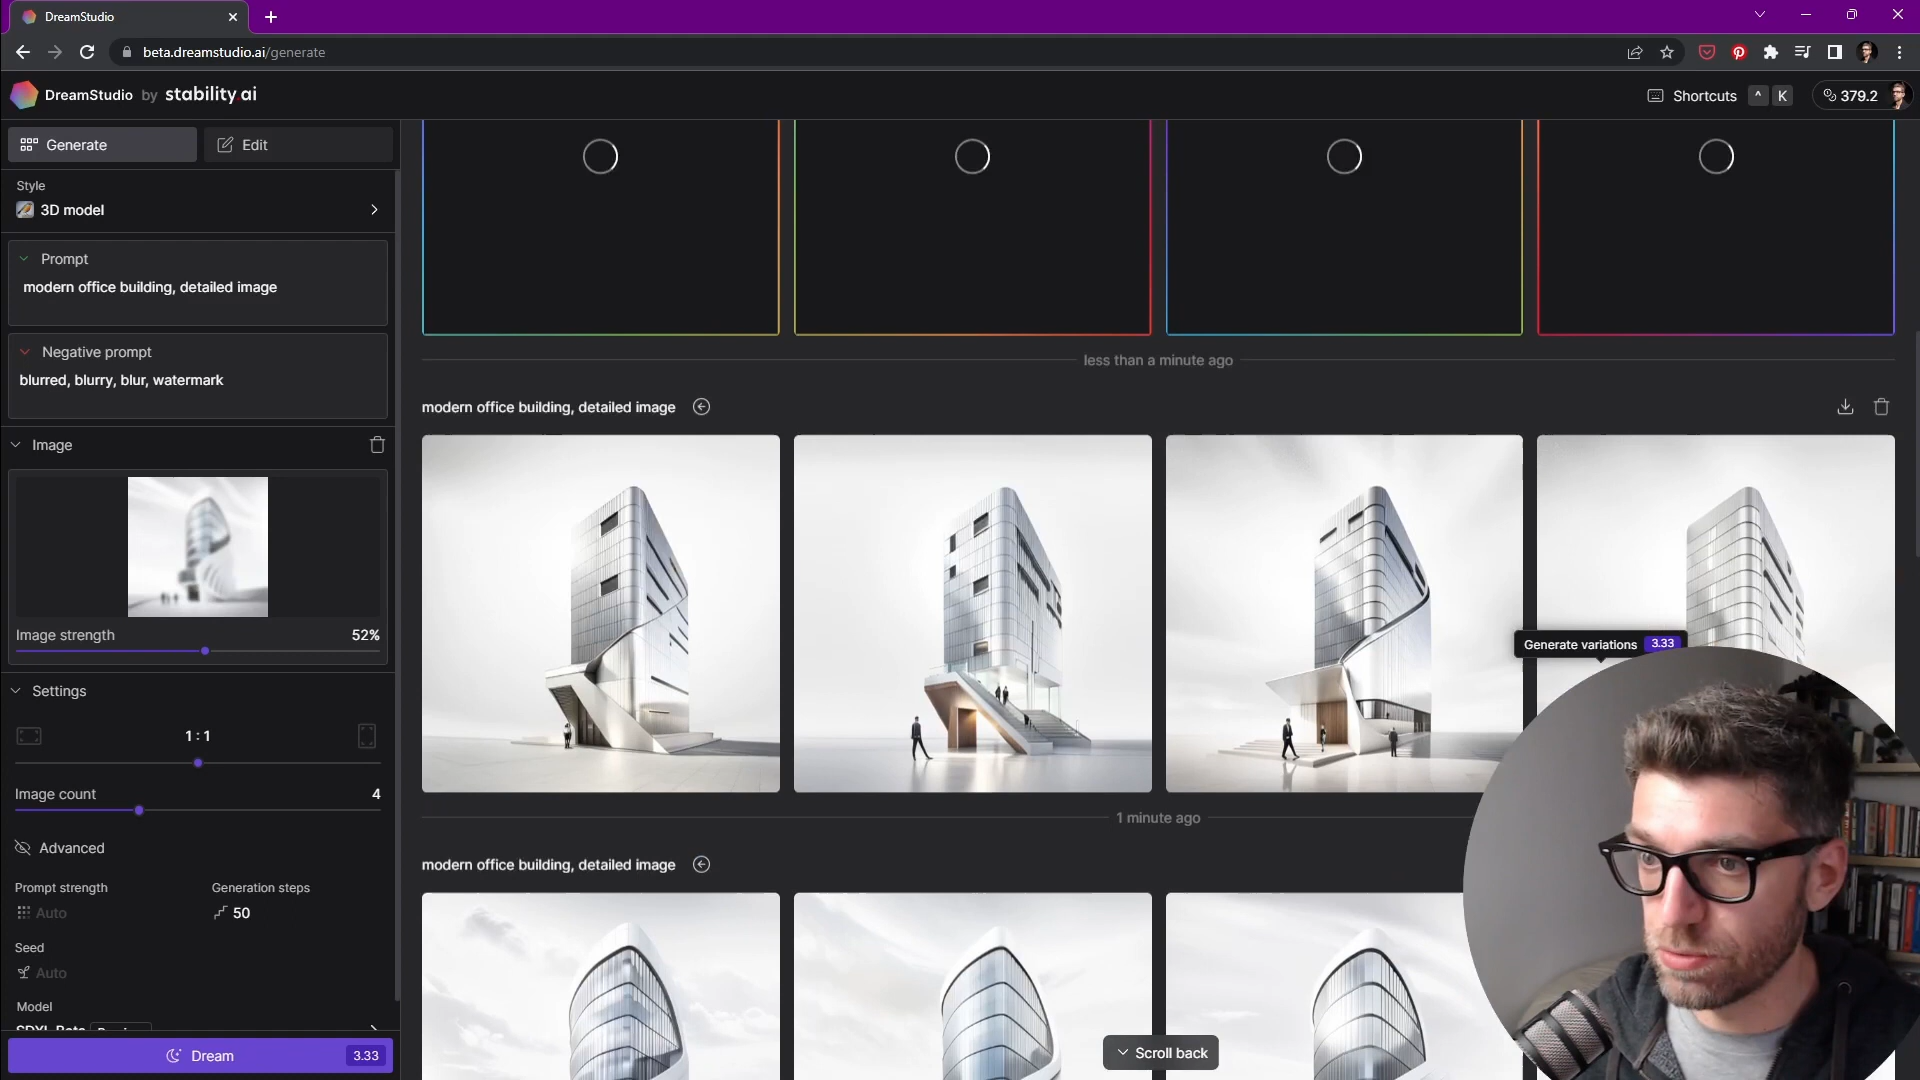 DreamStudio
beta.dreamstudio.ai/generate
DreamStudio by stability.ai
Shortcuts ^ K
379.2
Generate
Edit
Style
3D model
Prompt
modern office building, detailed image
Negative prompt
blurred, blurry, blur, watermark
Image
Image strength 52%
Settings
1 : 1
Image count 4
Advanced
Prompt strength Generation steps
Auto 50
Seed
Auto
Model
SDXL Beta
Dream 3.33
less than a minute ago
modern office building, detailed image
Generate variations 3.33
1 minute ago
modern office building, detailed image
Scroll back